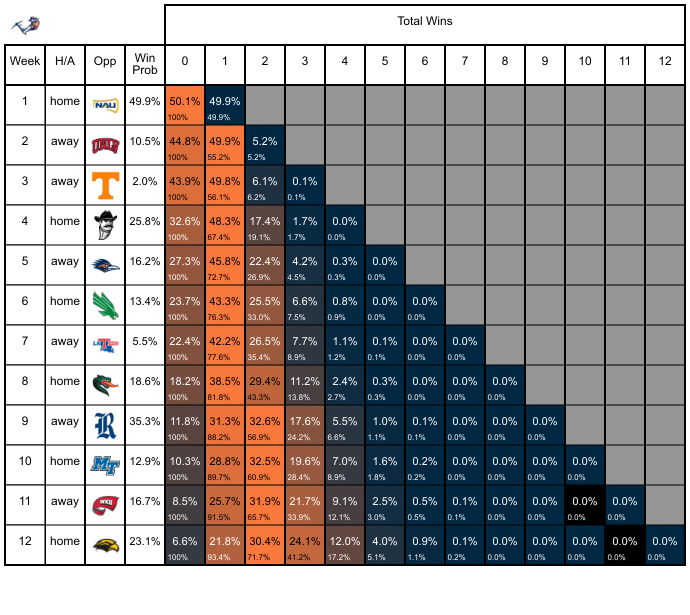 Total Wins
Week H/A Opp Win Prob 0 1 2 3 4 5 6 7 8 9 10 11 12
1 home NAU 49.9% 50.1% 49.9%
100% 49.9%
2 away UNLV 10.5% 44.8% 49.9% 5.2%
100% 55.2% 5.2%
3 away T 2.0% 43.9% 49.8% 6.1% 0.1%
100% 56.1% 6.2% 0.1%
4 home 25.8% 32.6% 48.3% 17.4% 1.7% 0.0%
100% 67.4% 19.1% 1.7% 0.0%
5 away 16.2% 27.3% 45.8% 22.4% 4.2% 0.3% 0.0%
100% 72.7% 26.9% 4.5% 0.3% 0.0%
6 home 13.4% 23.7% 43.3% 25.5% 6.6% 0.8% 0.0% 0.0%
100% 76.3% 33.0% 7.5% 0.9% 0.0% 0.0%
7 away LA TECH 5.5% 22.4% 42.2% 26.5% 7.7% 1.1% 0.1% 0.0% 0.0%
100% 77.6% 35.4% 8.9% 1.2% 0.1% 0.0% 0.0%
8 home 18.6% 18.2% 38.5% 29.4% 11.2% 2.4% 0.3% 0.0% 0.0% 0.0%
100% 81.8% 43.3% 13.8% 2.7% 0.3% 0.0% 0.0% 0.0%
9 away R 35.3% 11.8% 31.3% 32.6% 17.6% 5.5% 1.0% 0.1% 0.0% 0.0% 0.0%
100% 88.2% 56.9% 24.2% 6.6% 1.1% 0.1% 0.0% 0.0% 0.0%
10 home MT 12.9% 10.3% 28.8% 32.5% 19.6% 7.0% 1.6% 0.2% 0.0% 0.0% 0.0% 0.0%
100% 89.7% 60.9% 28.4% 8.9% 1.8% 0.2% 0.0% 0.0% 0.0% 0.0%
11 away WKU 16.7% 8.5% 25.7% 31.9% 21.7% 9.1% 2.5% 0.5% 0.1% 0.0% 0.0% 0.0% 0.0%
100% 91.5% 65.7% 33.9% 12.1% 3.0% 0.5% 0.1% 0.0% 0.0% 0.0% 0.0%
12 home 23.1% 6.6% 21.8% 30.4% 24.1% 12.0% 4.0% 0.9% 0.1% 0.0% 0.0% 0.0% 0.0% 0.0%
100% 93.4% 71.7% 41.2% 17.2% 5.1% 1.1% 0.2% 0.0% 0.0% 0.0% 0.0% 0.0%